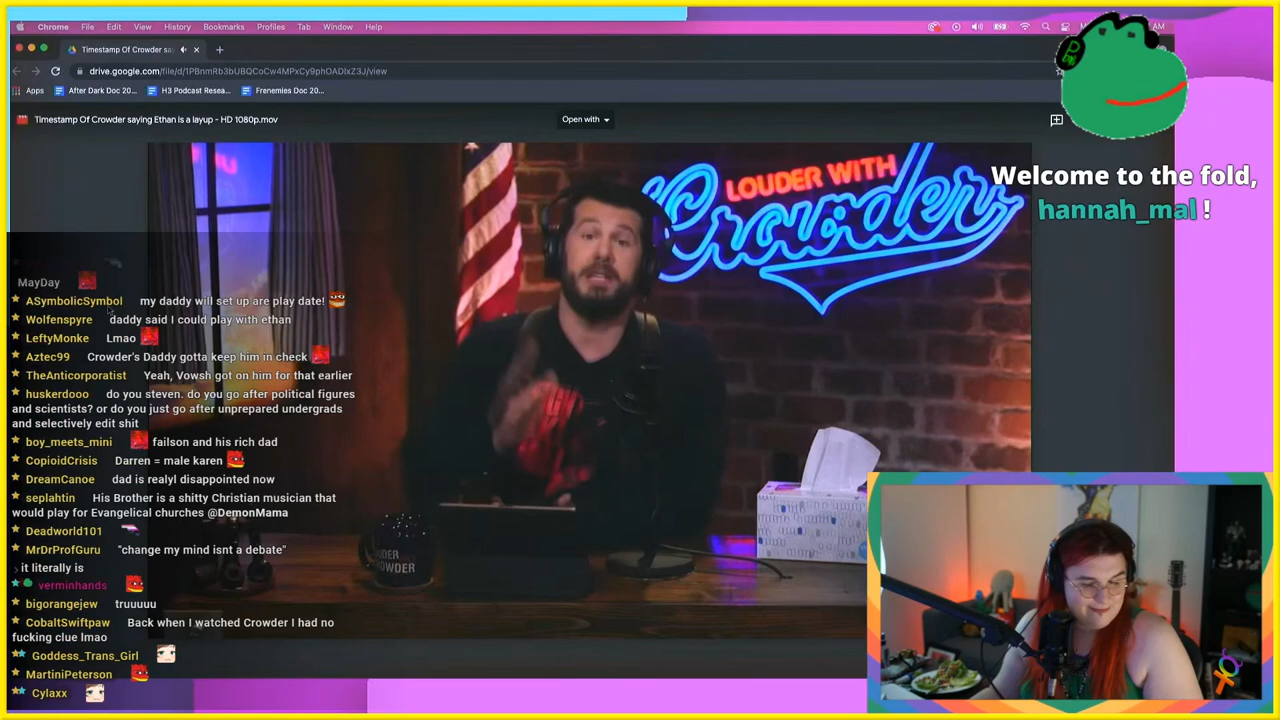 Chrome File Edit View History Bookmarks Profiles Tab Window Help
AM
Timestamp Of Crowder say
drive.google.com/file/d/1PBnmRb3bUBQCoCw4MPxCy9phOADIxZ3J/view
Apps After Dark Doc 20... H3 Podcast Resea... Frenemies Doc 20...
Timestamp Of Crowder saying Ethan is a layup - HD 1080p.mov
Open with
LOUDER WITH
Crowder
Welcome to the fold,
hannah_mal !
MayDay
ASymbolicSymbol my daddy will set up are play date!
Wolfenspyre daddy said I could play with ethan
LeftyMonke Lmao
Aztec99 Crowder's Daddy gotta keep him in check
TheAnticorporatist Yeah, Vowsh got on him for that earlier
huskerdooo do you steven. do you go after political figures
and scientists? or do you just go after unprepared undergrads
and selectively edit shit
boy_meets_mini failson and his rich dad
CopioidCrisis Darren = male karen
DreamCanoe dad is realyl disappointed now
seplahtin His Brother is a shitty Christian musician that
would play for Evangelical churches @DemonMama
Deadworld101
MrDrProfGuru "change my mind isnt a debate"
it literally is
verminhands
bigorangejew truuuuu
CobaltSwiftpaw Back when I watched Crowder I had no
fucking clue lmao
Goddess_Trans_Girl
MartiniPeterson
Cylaxx
UDER
CROWDER